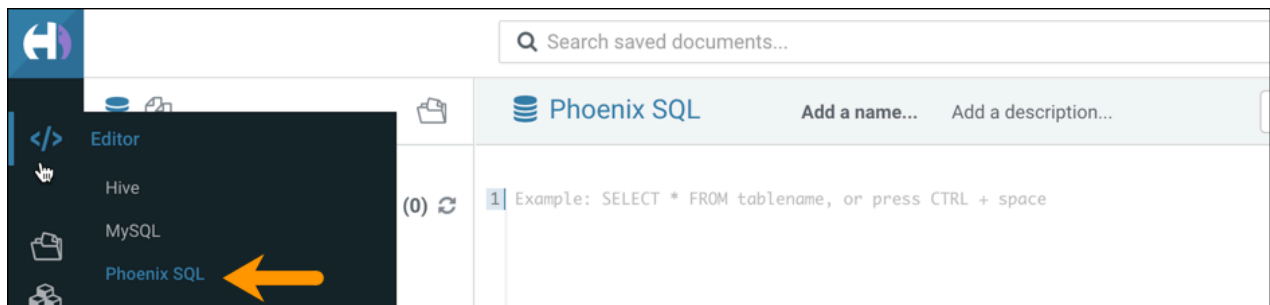 Search saved documents...
Phoenix SQL Add a name... Add a description...
Editor
Hive
MySQL
Phoenix SQL
(0)
1 Example: SELECT * FROM tablename, or press CTRL + space